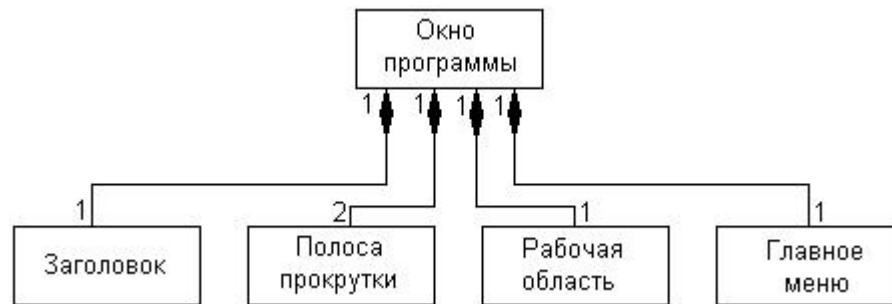 Окно
программы
1 1 1 1
1 2 1 1
Заголовок
Полоса
прокрутки
Рабочая
область
Главное
меню